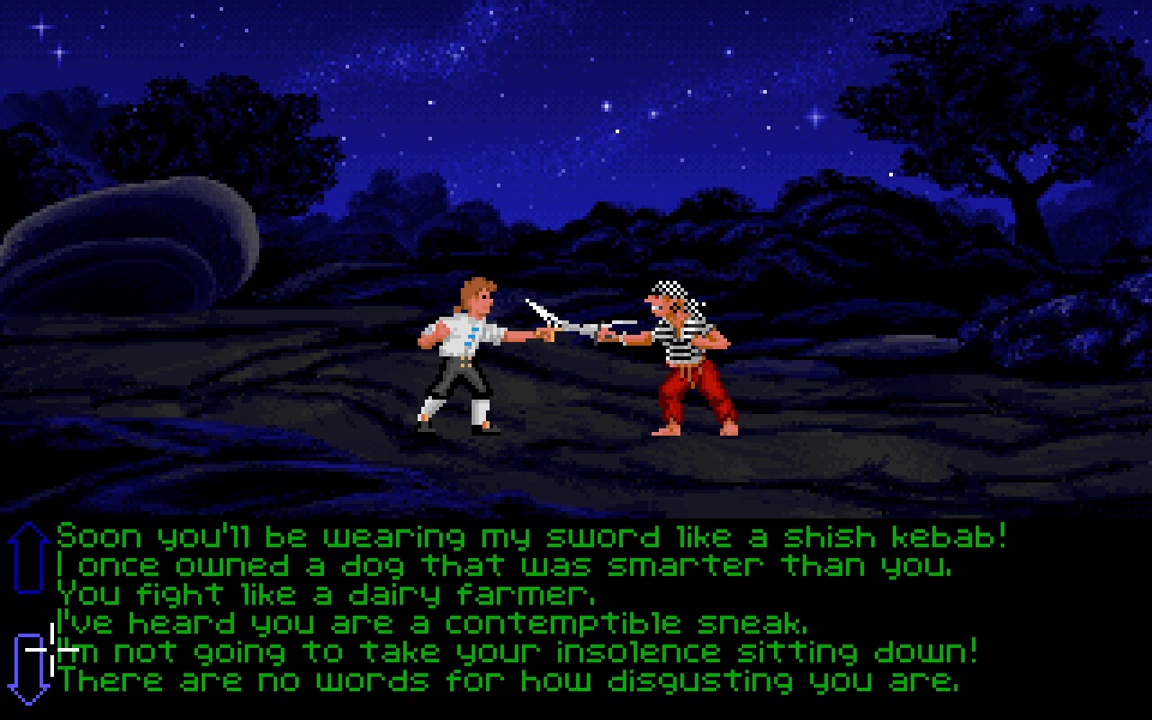 Soon you'll be wearing my sword like a shish kebab!
I once owned a dog that was smarter than you.
You fight like a dairy farmer.
I've heard you are a contemptible sneak.
I'm not going to take your insolence sitting down!
There are no words for how disgusting you are.